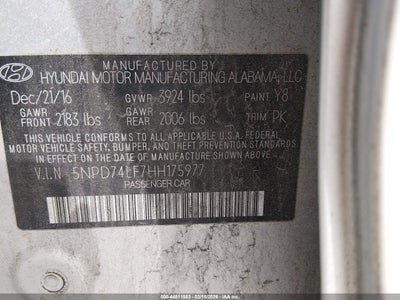 MANUFACTURED BY
HYUNDAI MOTOR MANUFACTURING ALABAMA, LLC
Dec/21/16 GVWR 3924 lbs PAINT Y8
GAWR FRONT 2183 lbs GAWR REAR 2006 lbs TRIM PK
THIS VEHICLE CONFORMS TO ALL APPLICABLE U.S.A. FEDERAL
MOTOR VEHICLE SAFETY, BUMPER, AND THEFT PREVENTION
STANDARDS IN EFFECT ON THE DATE OF MANUFACTURE SHOWN ABOVE.
V.I.N 5NPD74LF7HH175977
PASSENGER CAR